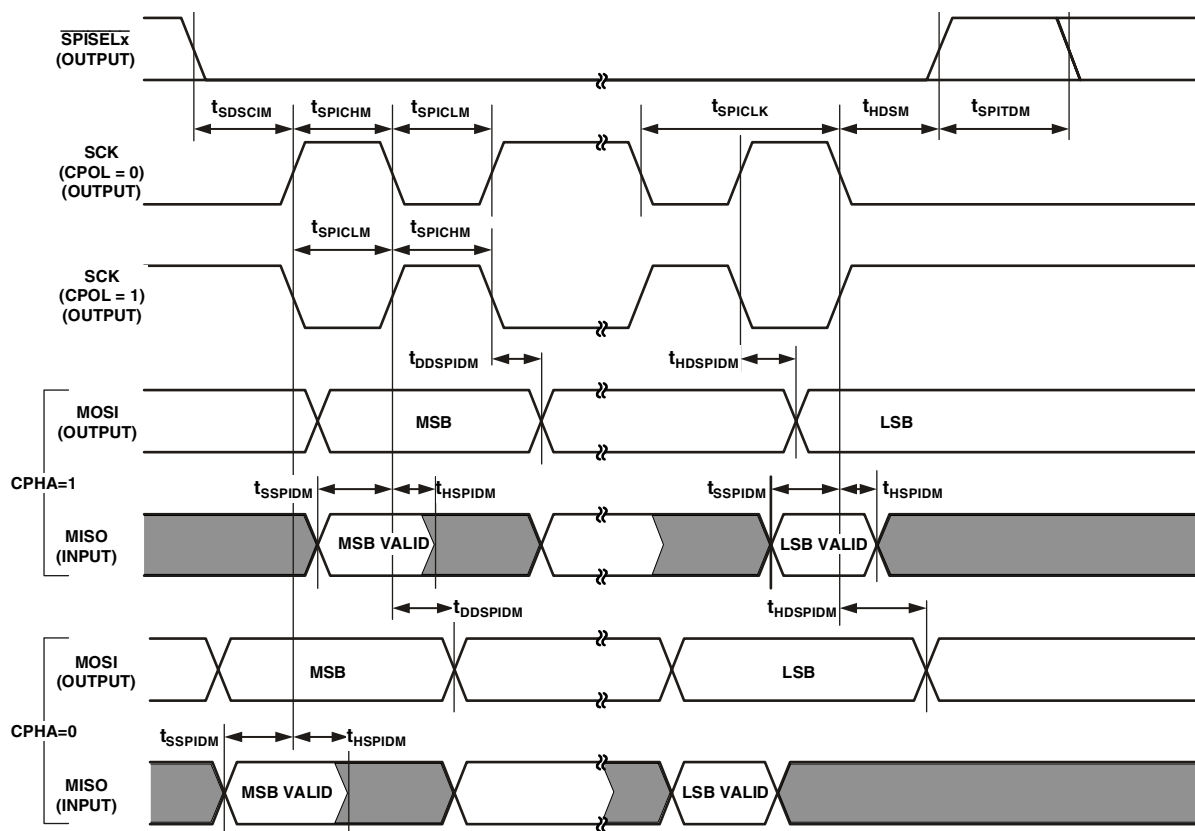 SPISELx
(OUTPUT)
tSDSCIM tSPICHM tSPICLM tSPICLK tHDSM tSPITDM
SCK
(CPOL = 0)
(OUTPUT)
tSPICLM tSPICHM
SCK
(CPOL = 1)
(OUTPUT)
tDDSPIDM tHDSPIDM
MOSI
(OUTPUT)
MSB LSB
CPHA=1
tSSPIDM tHSPIDM tSSPIDM tHSPIDM
MISO
(INPUT)
MSB VALID LSB VALID
tDDSPIDM tHDSPIDM
MOSI
(OUTPUT)
MSB LSB
CPHA=0
tSSPIDM tHSPIDM
MISO
(INPUT)
MSB VALID LSB VALID